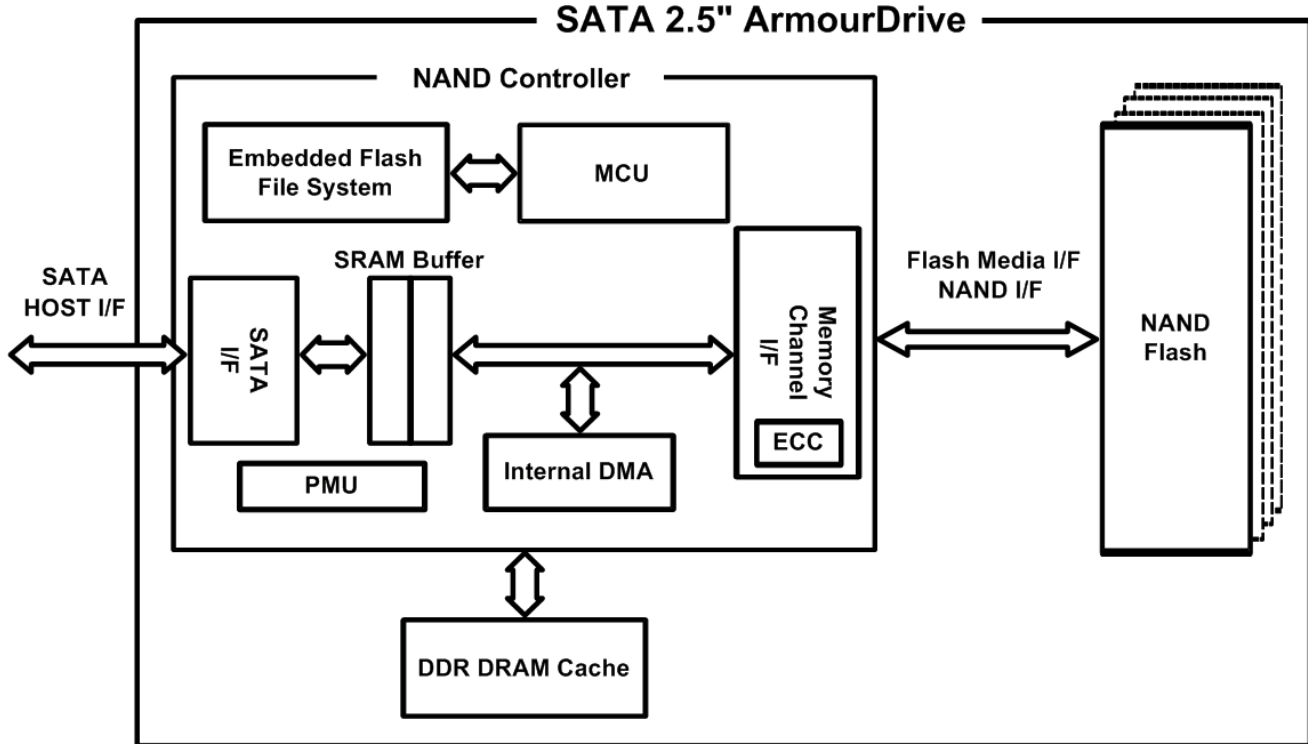 SATA 2.5" ArmourDrive
NAND Controller
Embedded Flash
File System
MCU
SRAM Buffer
SATA
HOST I/F
SATA
I/F
Memory
Channel
I/F
ECC
Flash Media I/F
NAND I/F
NAND
Flash
PMU
Internal DMA
DDR DRAM Cache